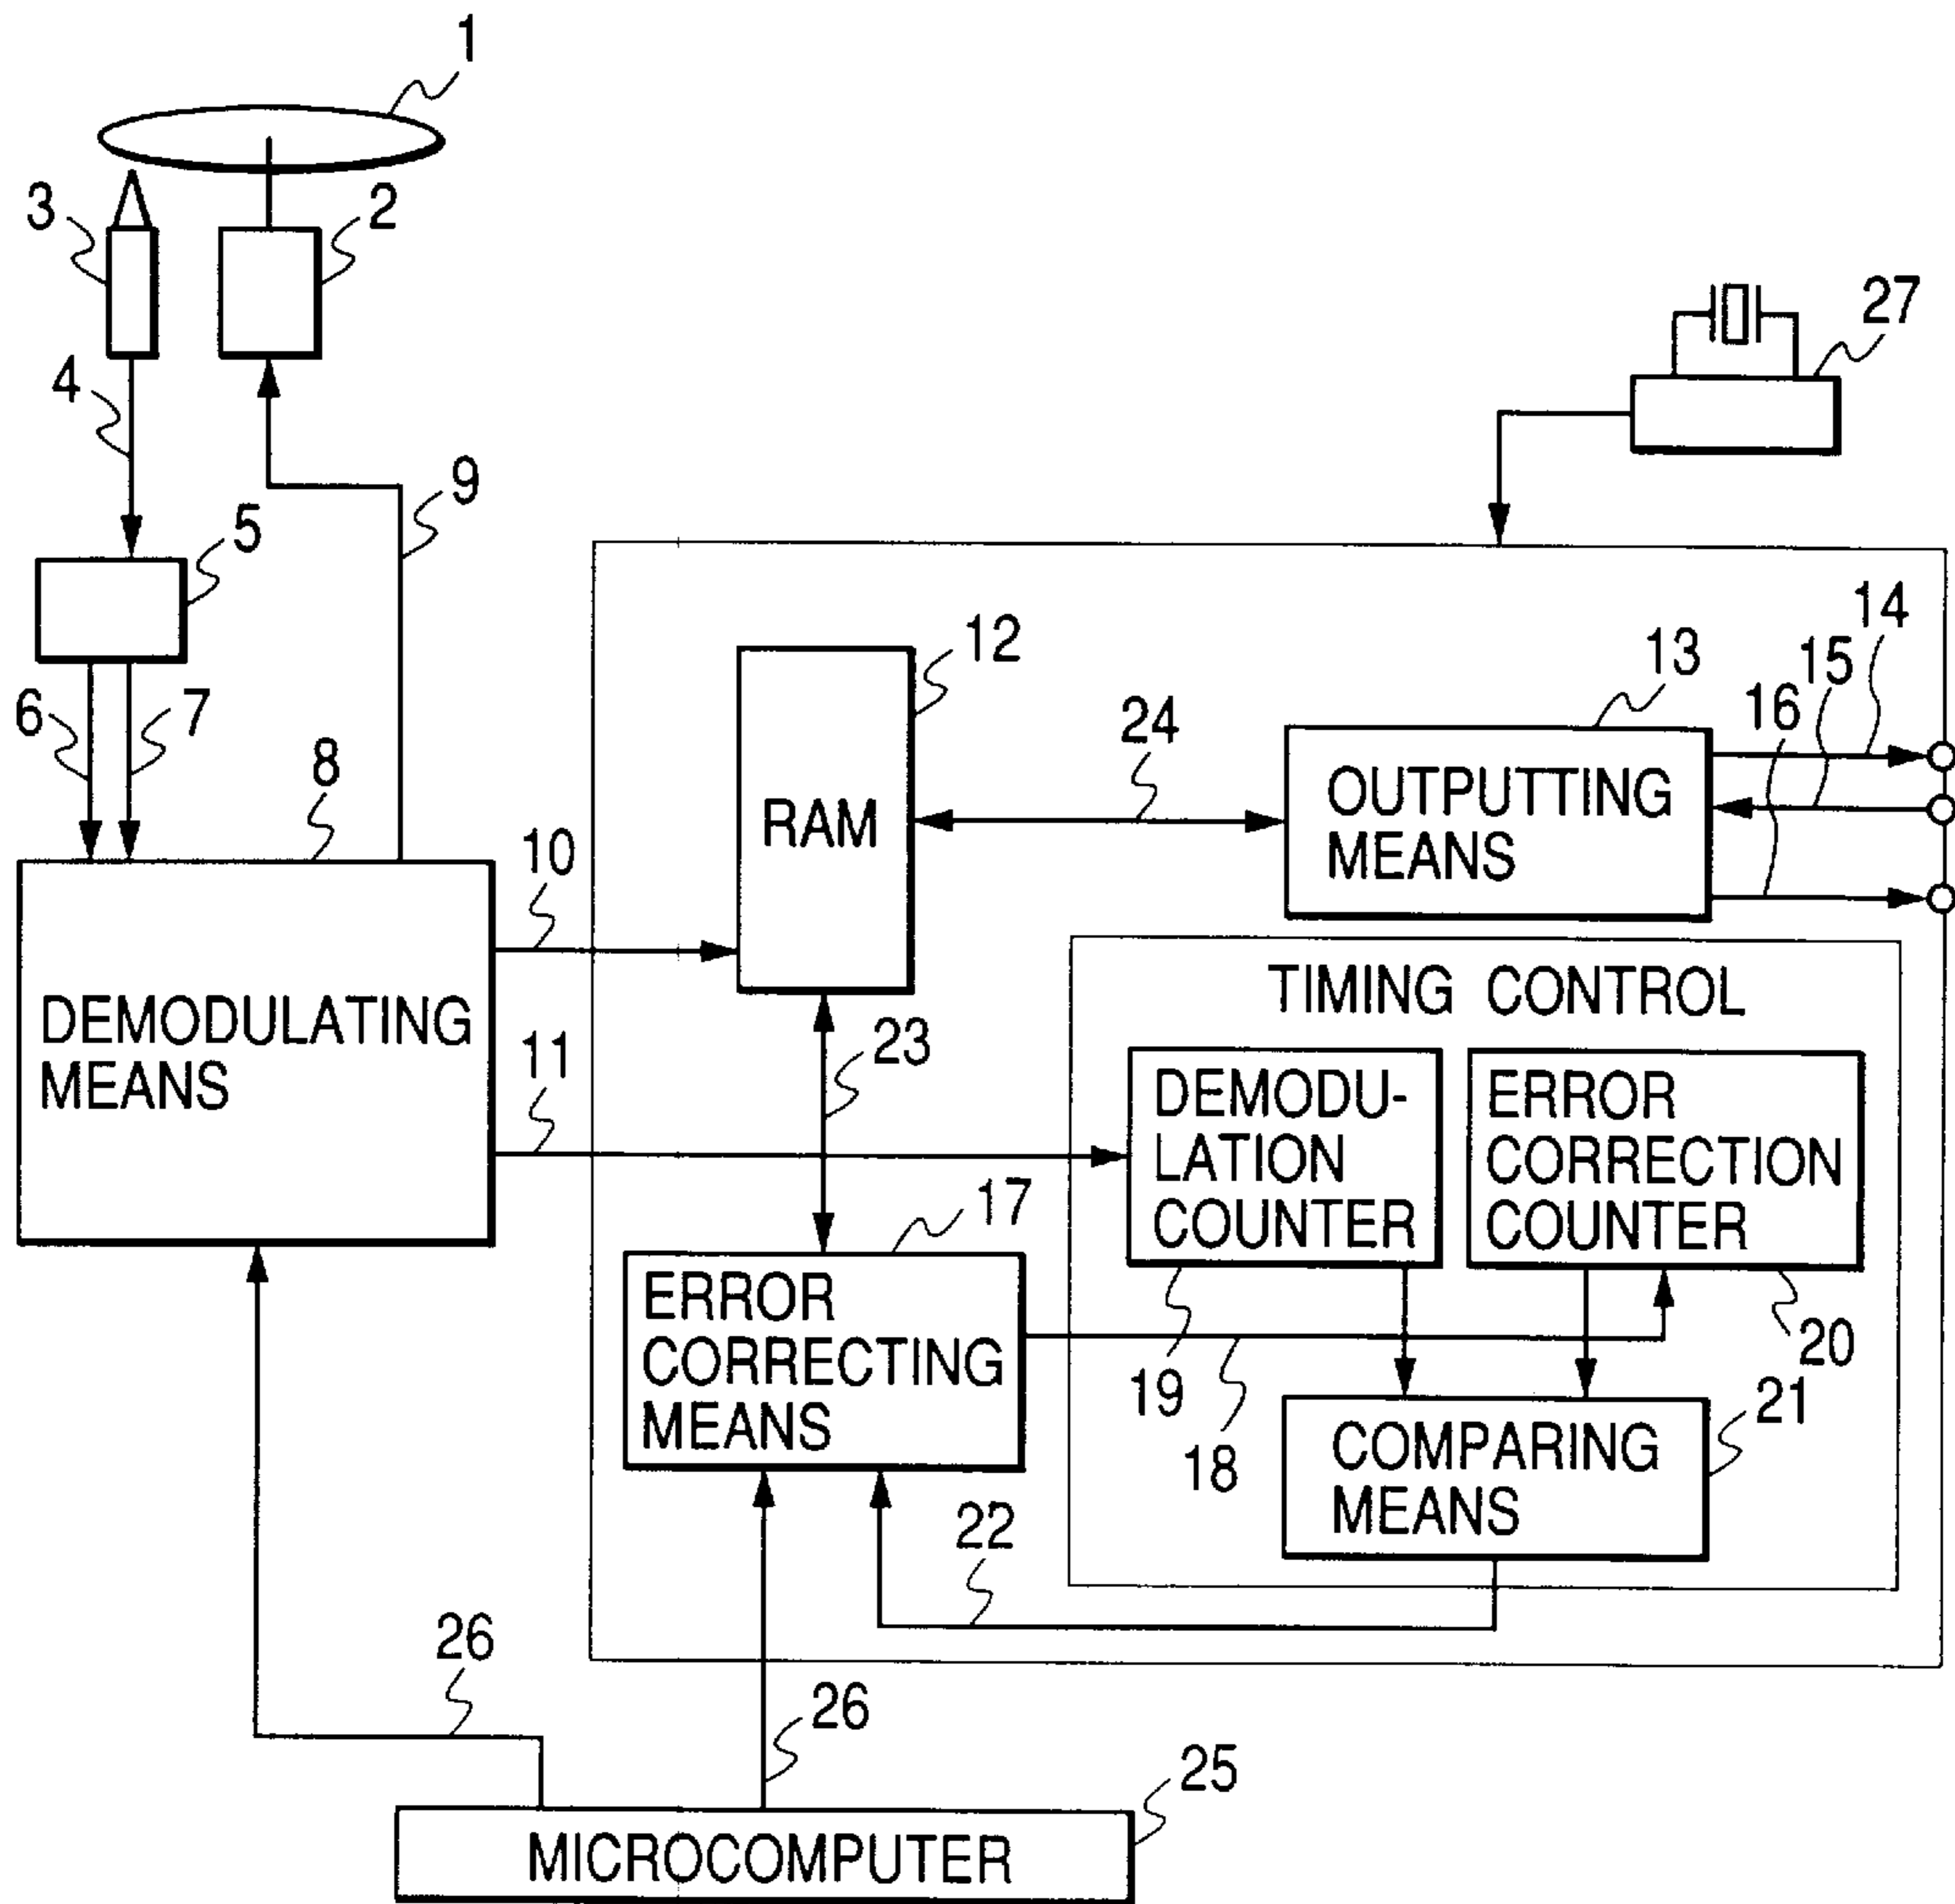 1
3
2
27
4
9
5
14
12
13
15
6
7
16
24
8
RAM
OUTPUTTING
MEANS
10
TIMING CONTROL
DEMODULATING
MEANS
11
23
DEMODU-
LATION
COUNTER
ERROR
CORRECTION
COUNTER
17
ERROR
CORRECTING
MEANS
19
20
18
21
COMPARING
MEANS
22
26
26
25
MICROCOMPUTER